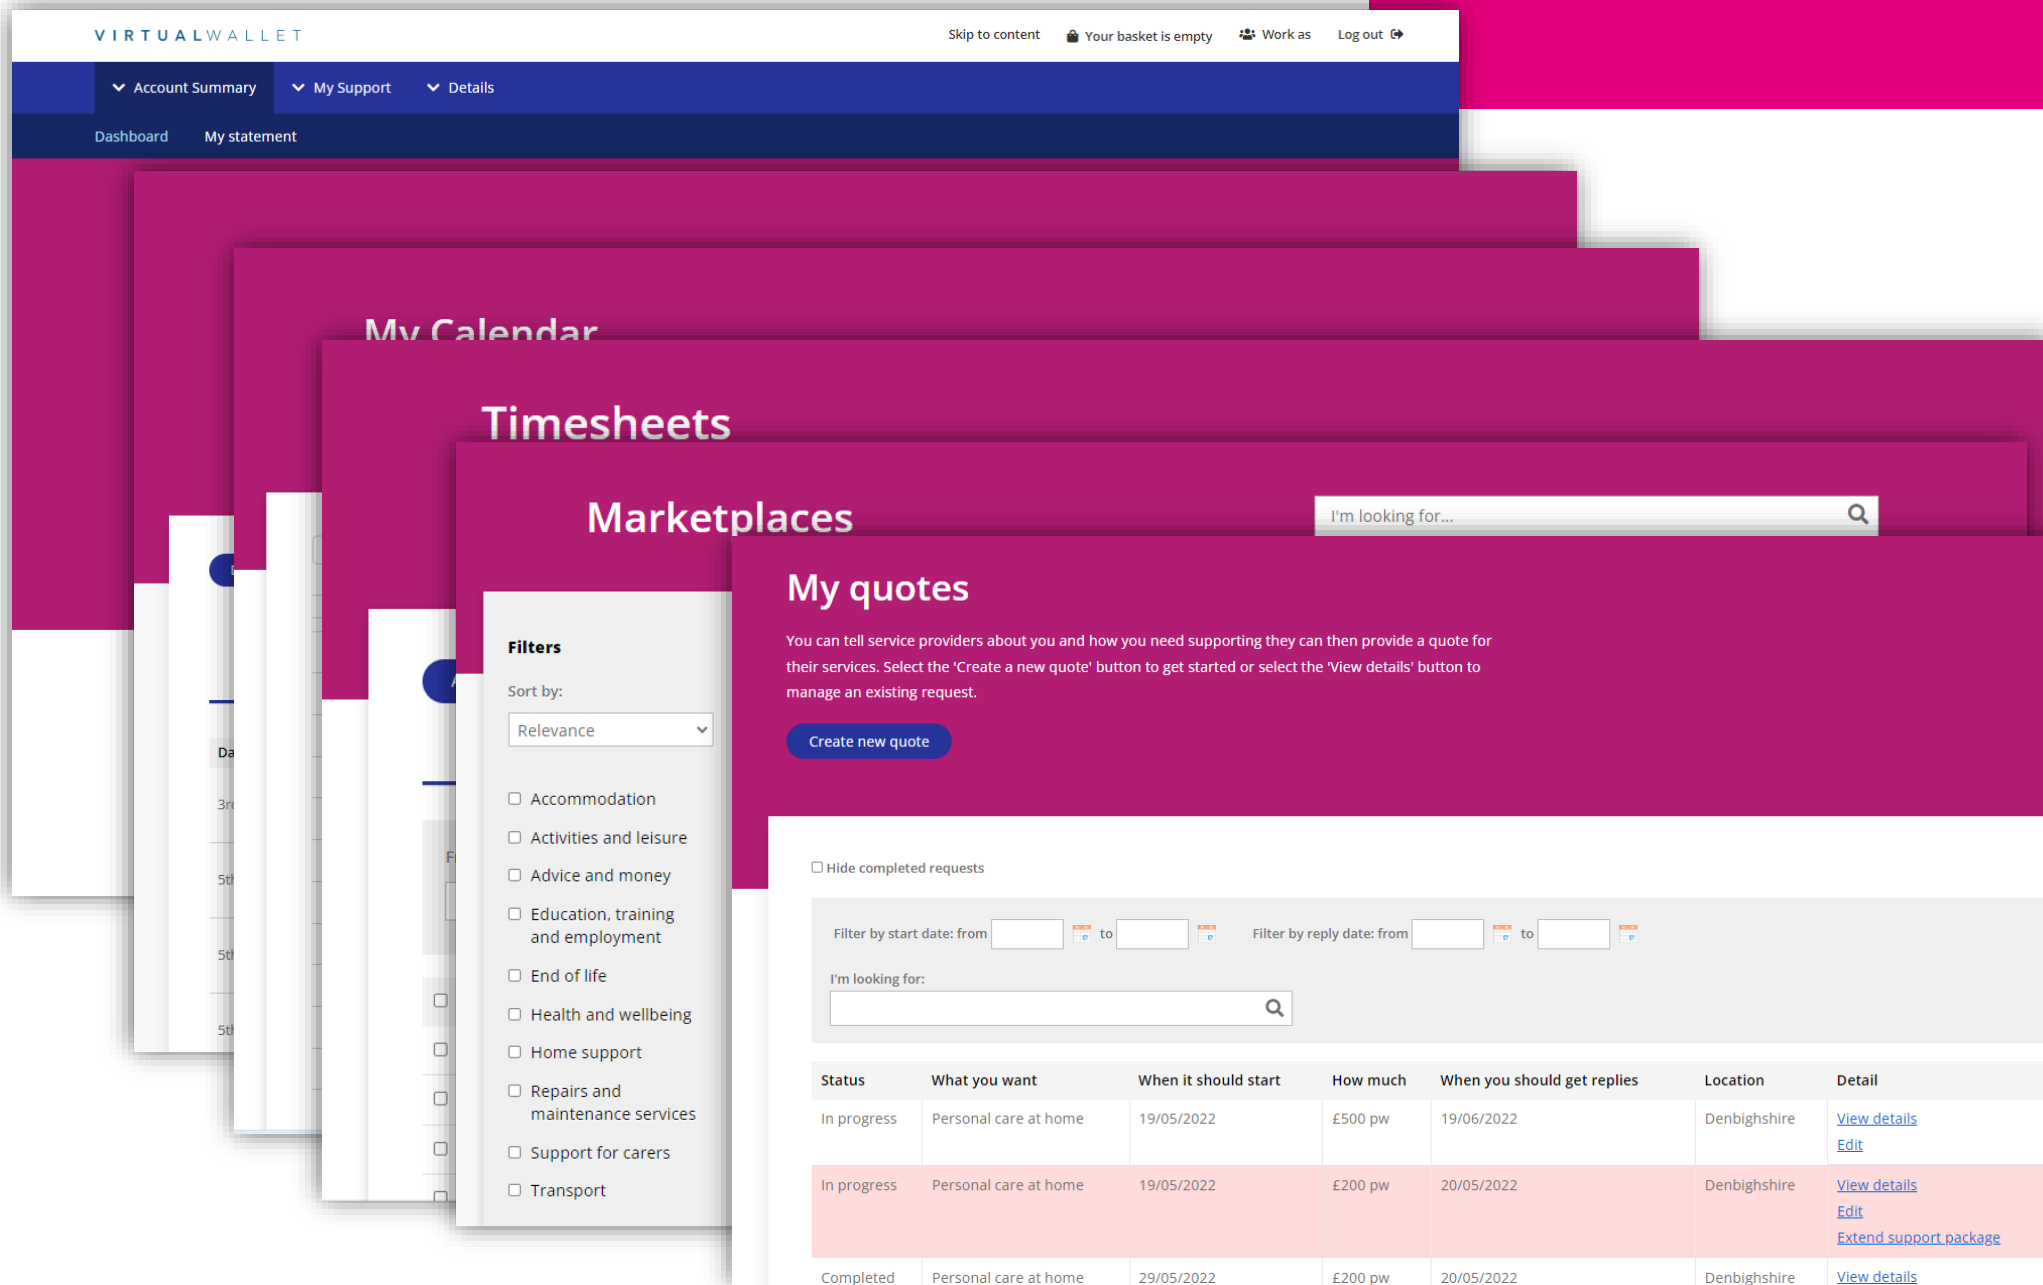 VIRTUALWALLET
Skip to content
Your basket is empty
Work as
Log out
Account Summary
My Support
Details
Dashboard
My statement
My Calendar
Timesheets
Marketplaces
I'm looking for...
Da
3rd
5th
5th
5th
Filters
Sort by:
Relevance
Accommodation
Activities and leisure
Advice and money
Education, training
and employment
End of life
Health and wellbeing
Home support
Repairs and
maintenance services
Support for carers
Transport
My quotes
You can tell service providers about you and how you need supporting they can then provide a quote for
their services. Select the 'Create a new quote' button to get started or select the 'View details' button to
manage an existing request.
Create new quote
Hide completed requests
Filter by start date: from to Filter by reply date: from to
I'm looking for:
Status What you want When it should start How much When you should get replies Location Detail
In progress Personal care at home 19/05/2022 £500 pw 19/06/2022 Denbighshire View details
Edit
In progress Personal care at home 19/05/2022 £200 pw 20/05/2022 Denbighshire View details
Edit
Extend support package
Completed Personal care at home 29/05/2022 £200 pw 20/05/2022 Denbighshire View details